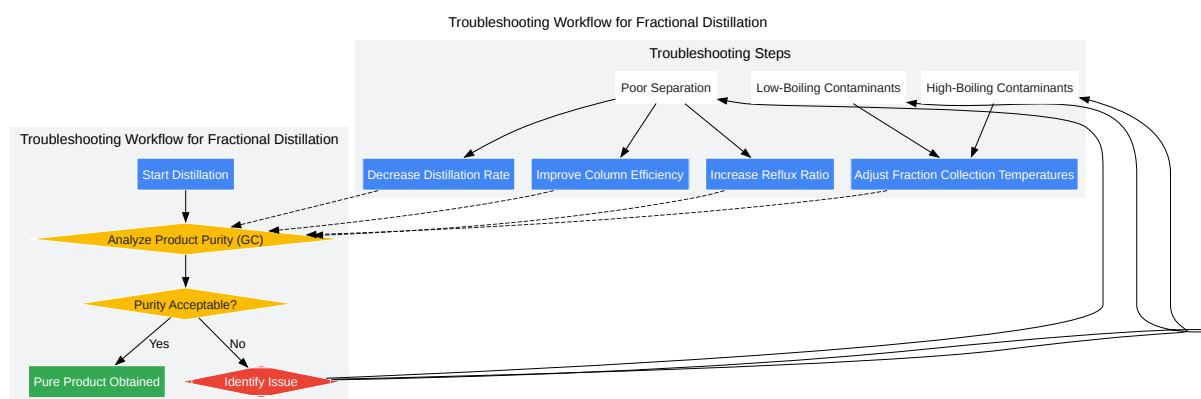 Troubleshooting Workflow for Fractional Distillation
Troubleshooting Steps
Poor Separation
Low-Boiling Contaminants
High-Boiling Contaminants
Troubleshooting Workflow for Fractional Distillation
Start Distillation
Decrease Distillation Rate
Improve Column Efficiency
Increase Reflux Ratio
Adjust Fraction Collection Temperatures
Analyze Product Purity (GC)
Purity Acceptable?
Yes
No
Pure Product Obtained
Identify Issue